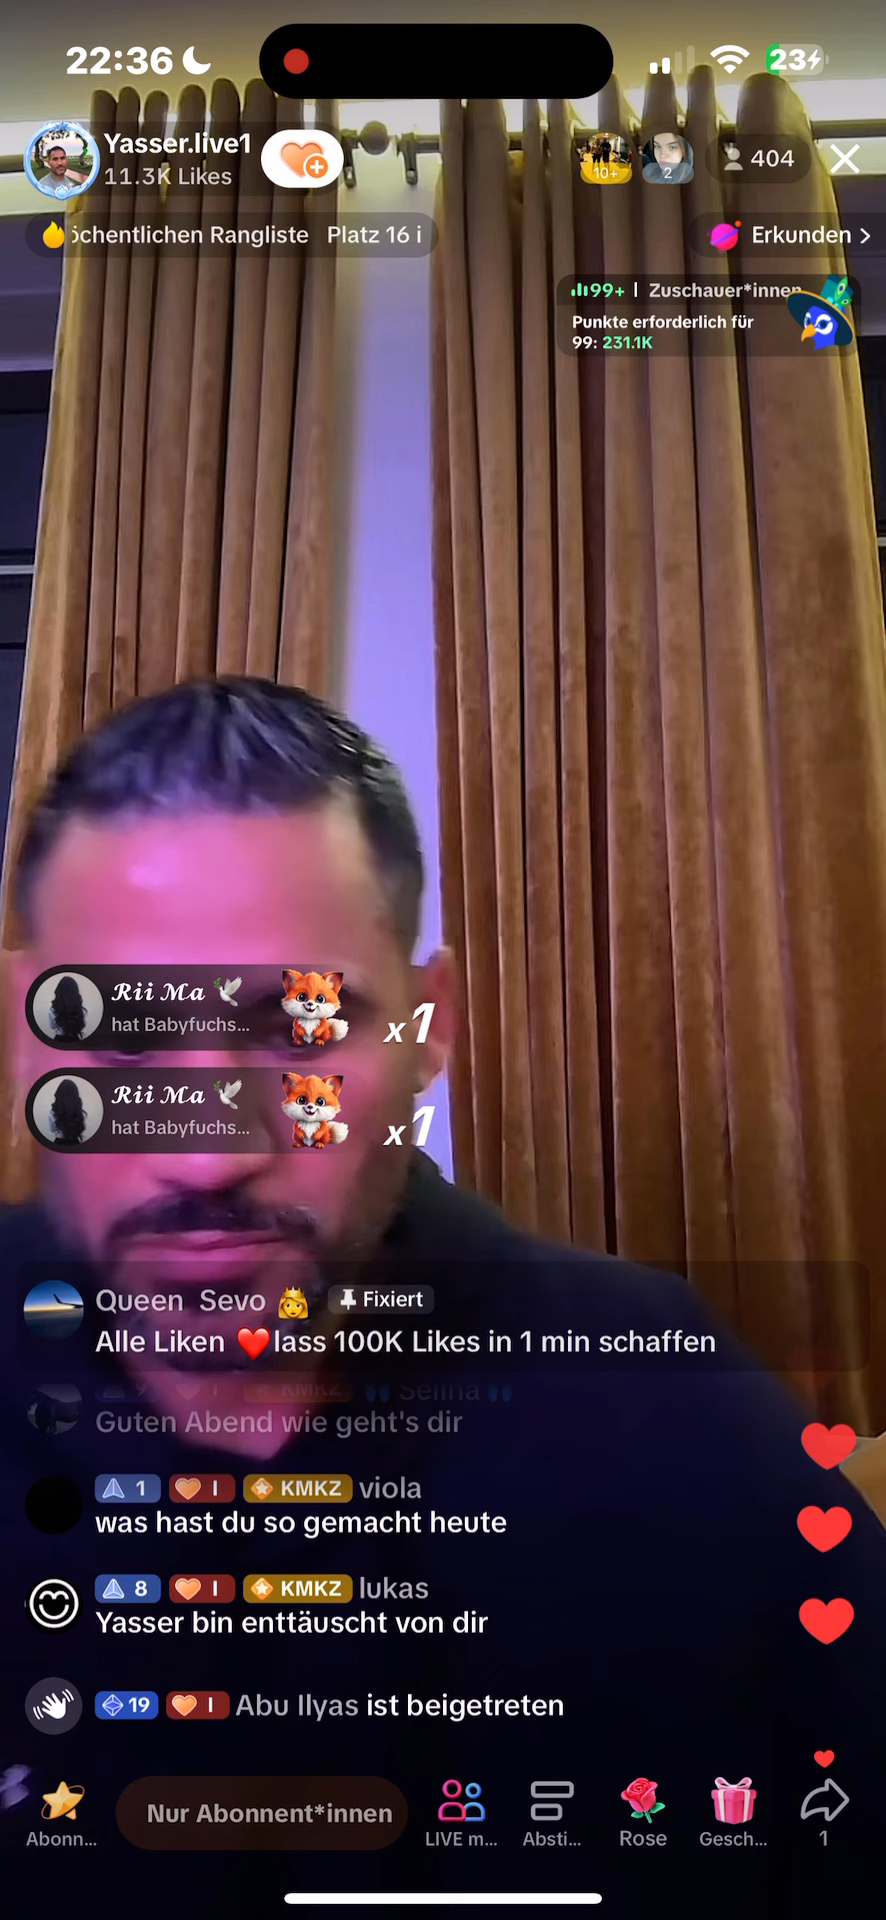 22:36
23
Yasser.live1
11.3K Likes
10+
2
404
öchentlichen Rangliste Platz 16 i
Erkunden
99+ | Zuschauer*innen
Punkte erforderlich für
99: 231.1K
𝓡𝓲𝓲 𝓜𝓪 🕊
hat Babyfuchs...
x1
𝓡𝓲𝓲 𝓜𝓪 🕊
hat Babyfuchs...
x1
Queen Sevo 👸 Fixiert
Alle Liken ❤️lass 100K Likes in 1 min schaffen
9 I KMKZ 👣Selina👣
Guten Abend wie geht's dir
1 I KMKZ viola
was hast du so gemacht heute
8 I KMKZ lukas
Yasser bin enttäuscht von dir
19 I Abu Ilyas ist beigetreten
Abonn...
Nur Abonnent*innen
LIVE m...
Absti...
Rose
Gesch...
1